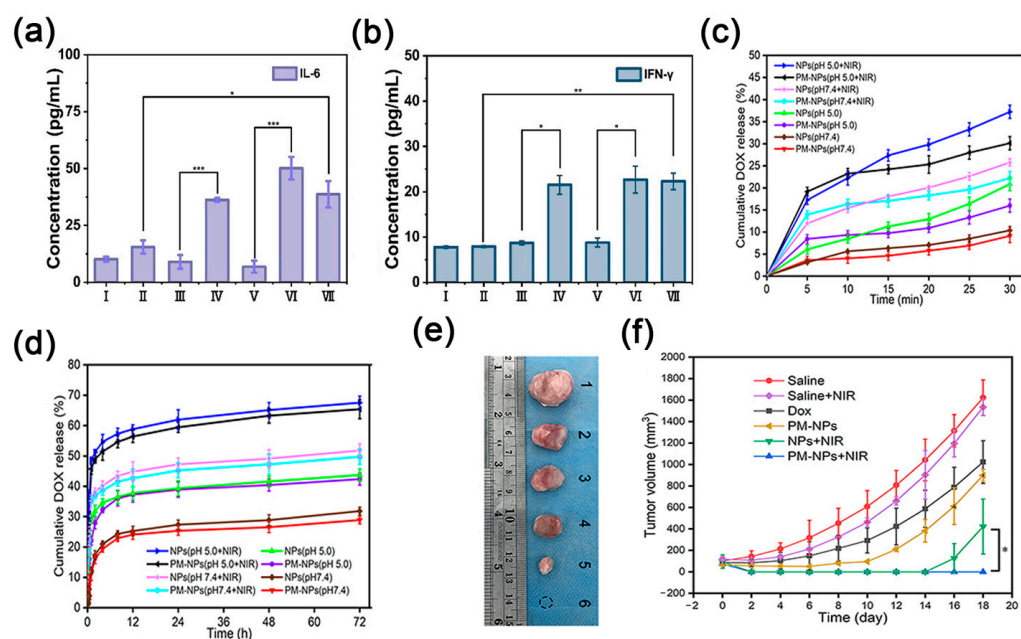 (a)
100
75
50
25
0
Concentration (pg/mL)
IL-6
*
***
***
I II III IV V VI VII
(b)
50
40
30
20
10
0
Concentration (pg/mL)
IFN-γ
**
*
*
I II III IV V VI VII
(c)
50
45
40
35
30
25
20
15
10
5
0
Cumulative DOX release (%)
NPs(pH 5.0+NIR)
PM-NPs(pH 5.0+NIR)
NPs(pH7.4+NIR)
PM-NPs(pH7.4+NIR)
NPs(pH 5.0)
PM-NPs(pH 5.0)
NPs(pH7.4)
PM-NPs(pH7.4)
0 5 10 15 20 25 30
Time (min)
(d)
80
70
60
50
40
30
20
10
0
Cumulative DOX release (%)
NPs(pH 5.0+NIR) NPs(pH 5.0)
PM-NPs(pH 5.0+NIR) PM-NPs(pH 5.0)
NPs(pH 7.4+NIR) NPs(pH7.4)
PM-NPs(pH7.4+NIR) PM-NPs(pH7.4)
0 12 24 36 48 60 72
Time (h)
(e)
1
2
3
4
5
6
(f)
2000
1800
1600
1400
1200
1000
800
600
400
200
0
−200
Tumor volume (mm³)
Saline
Saline+NIR
Dox
PM-NPs
NPs+NIR
PM-NPs+NIR
*
−2 0 2 4 6 8 10 12 14 16 18 20
Time (day)